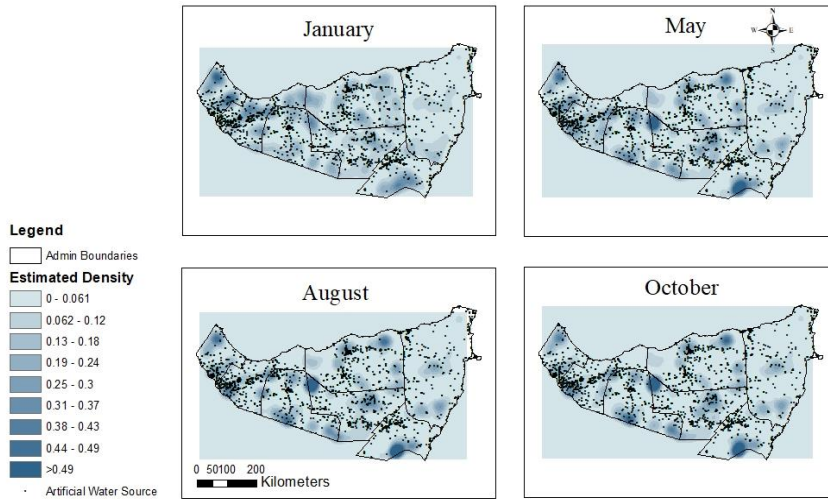 January
May
N
W E
S
Legend
Admin Boundaries
Estimated Density
0 - 0.061
0.062 - 0.12
0.13 - 0.18
0.19 - 0.24
0.25 - 0.3
0.31 - 0.37
0.38 - 0.43
0.44 - 0.49
>0.49
Artificial Water Source
August
October
0 50100 200
Kilometers